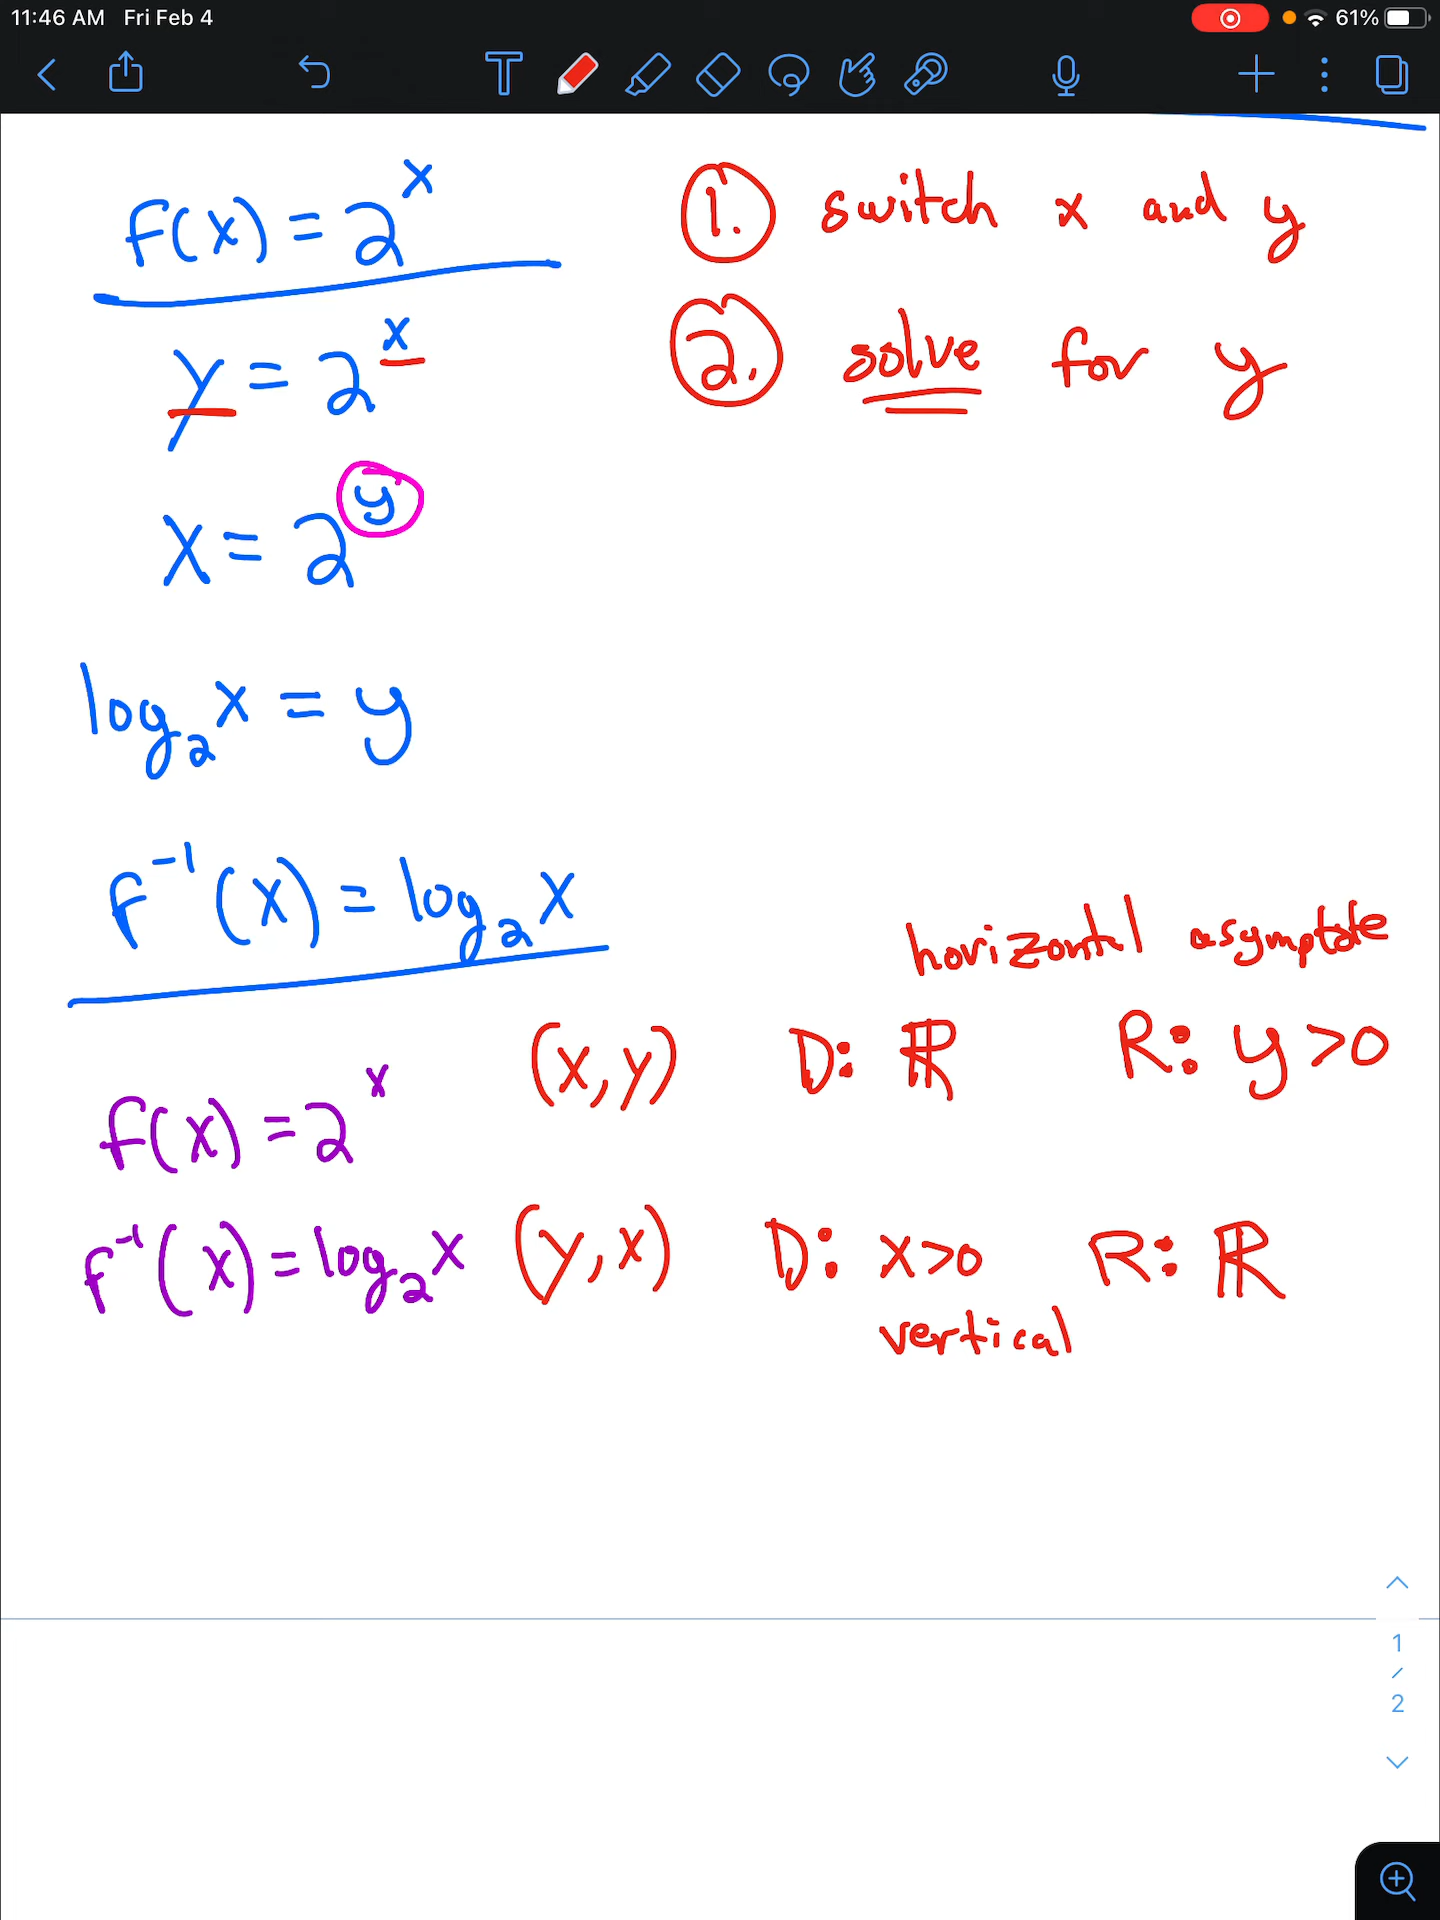 11:46 AM Fri Feb 4 61%
T
f(x) = 2^x
1. switch x and y
y = 2^x
2. solve for y
x = 2^y
log₂x = y
f⁻¹(x) = log₂x
horizontal asymptote
f(x) = 2^x (x,y) D: ℝ R: y>0
f⁻¹(x) = log₂x (y,x) D: x>0 R: ℝ
vertical
1
/
2